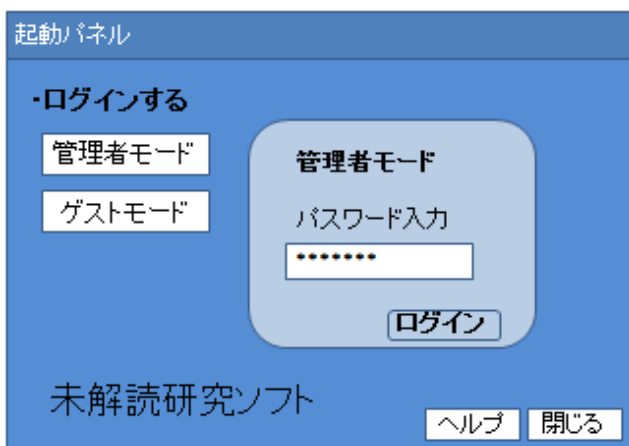 起動パネル
・ログインする
管理者モード
ゲストモード
管理者モード
パスワード入力
*******
ログイン
未解読研究ソフト
ヘルプ
閉じる